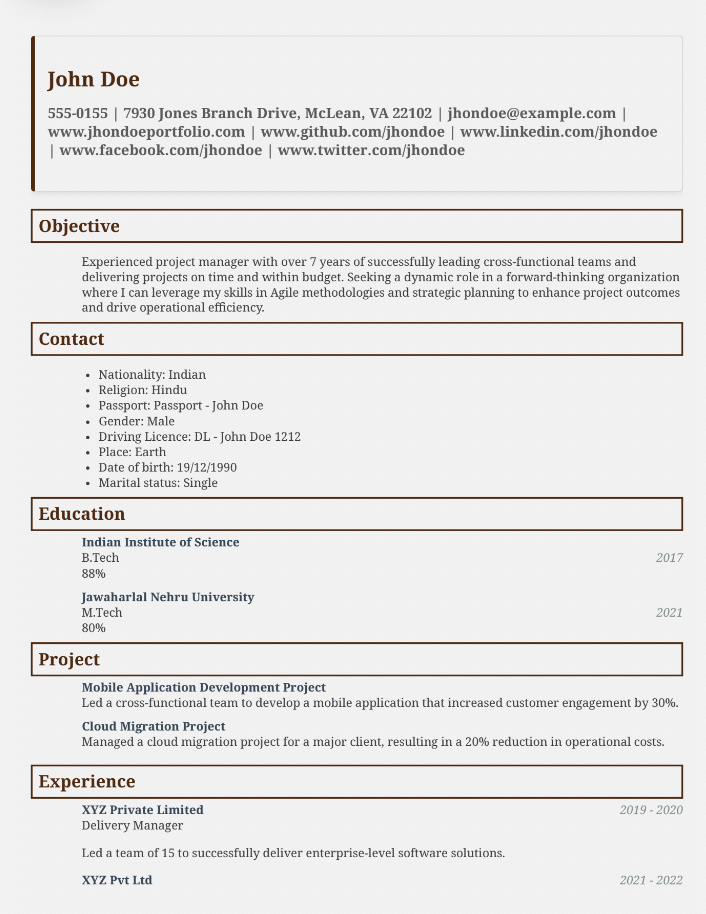 John Doe
555-0155 | 7930 Jones Branch Drive, McLean, VA 22102 | jhondoe@example.com |
www.jhondoeportfolio.com | www.github.com/jhondoe | www.linkedin.com/jhondoe
| www.facebook.com/jhondoe | www.twitter.com/jhondoe
Objective
Experienced project manager with over 7 years of successfully leading cross-functional teams and
delivering projects on time and within budget. Seeking a dynamic role in a forward-thinking organization
where I can leverage my skills in Agile methodologies and strategic planning to enhance project outcomes
and drive operational efficiency.
Contact
• Nationality: Indian
• Religion: Hindu
• Passport: Passport - John Doe
• Gender: Male
• Driving Licence: DL - John Doe 1212
• Place: Earth
• Date of birth: 19/12/1990
• Marital status: Single
Education
Indian Institute of Science
B.Tech 2017
88%
Jawaharlal Nehru University
M.Tech 2021
80%
Project
Mobile Application Development Project
Led a cross-functional team to develop a mobile application that increased customer engagement by 30%.
Cloud Migration Project
Managed a cloud migration project for a major client, resulting in a 20% reduction in operational costs.
Experience
XYZ Private Limited 2019 - 2020
Delivery Manager
Led a team of 15 to successfully deliver enterprise-level software solutions.
XYZ Pvt Ltd 2021 - 2022